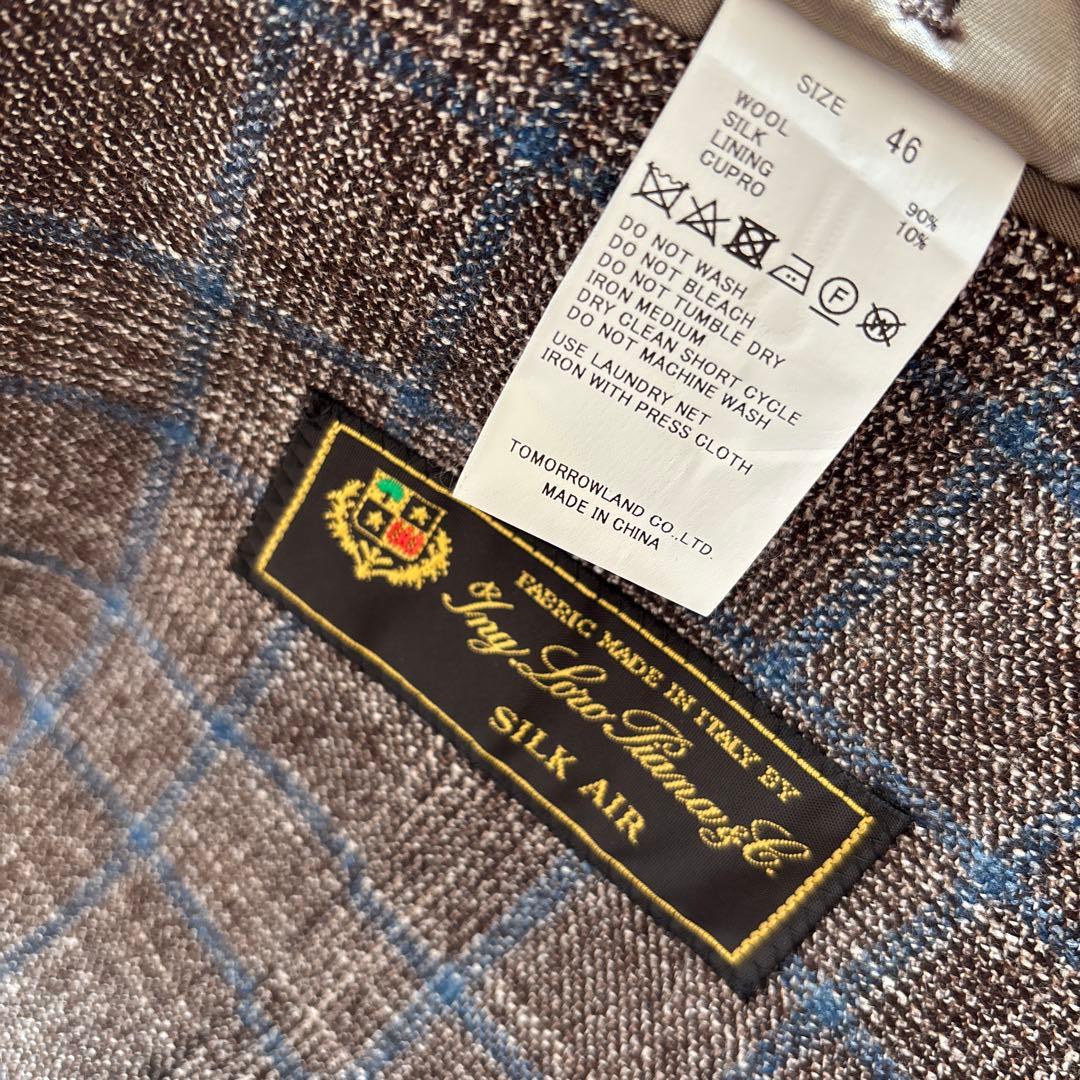 SIZE 46
WOOL 90%
SILK 10%
LINING
CUPRO
F
W
DO NOT WASH
DO NOT BLEACH
DO NOT TUMBLE DRY
IRON MEDIUM
DRY CLEAN SHORT CYCLE
DO NOT MACHINE WASH
USE LAUNDRY NET
IRON WITH PRESS CLOTH
TOMORROWLAND CO.,LTD.
MADE IN CHINA
FABRIC MADE IN ITALY BY
&Ing Loro Piana & C.
SILK AIR